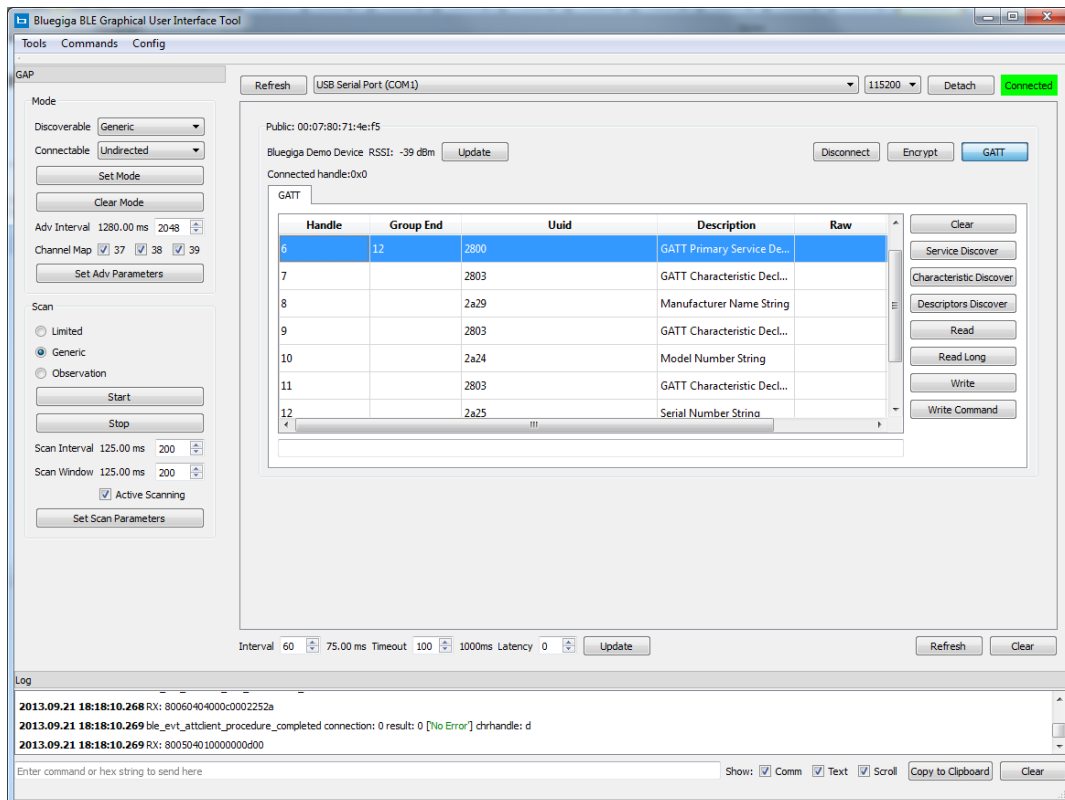 Bluegiga BLE Graphical User Interface Tool
Tools Commands Config
GAP
Mode
Discoverable Generic
Connectable Undirected
Set Mode
Clear Mode
Adv Interval 1280.00 ms 2048
Channel Map 37 38 39
Set Adv Parameters
Scan
Limited
Generic
Observation
Start
Stop
Scan Interval 125.00 ms 200
Scan Window 125.00 ms 200
Active Scanning
Set Scan Parameters
Refresh USB Serial Port (COM1) 115200 Detach Connected
Public: 00:07:80:71:4e:f5
Bluegiga Demo Device RSSI: -39 dBm Update Disconnect Encrypt GATT
Connected handle:0x0
GATT
Handle Group End Uuid Description Raw
6 12 2800 GATT Primary Service De...
7 2803 GATT Characteristic Decl...
8 2a29 Manufacturer Name String
9 2803 GATT Characteristic Decl...
10 2a24 Model Number String
11 2803 GATT Characteristic Decl...
12 2a25 Serial Number String
Clear
Service Discover
Characteristic Discover
Descriptors Discover
Read
Read Long
Write
Write Command
Interval 60 75.00 ms Timeout 100 1000ms Latency 0 Update Refresh Clear
Log
2013.09.21 18:18:10.268 RX: 80060404000c0002252a
2013.09.21 18:18:10.269 ble_evt_attclient_procedure_completed connection: 0 result: 0 ['No Error'] chrhandle: d
2013.09.21 18:18:10.269 RX: 800504010000000d00
Enter command or hex string to send here Show: Comm Text Scroll Copy to Clipboard Clear